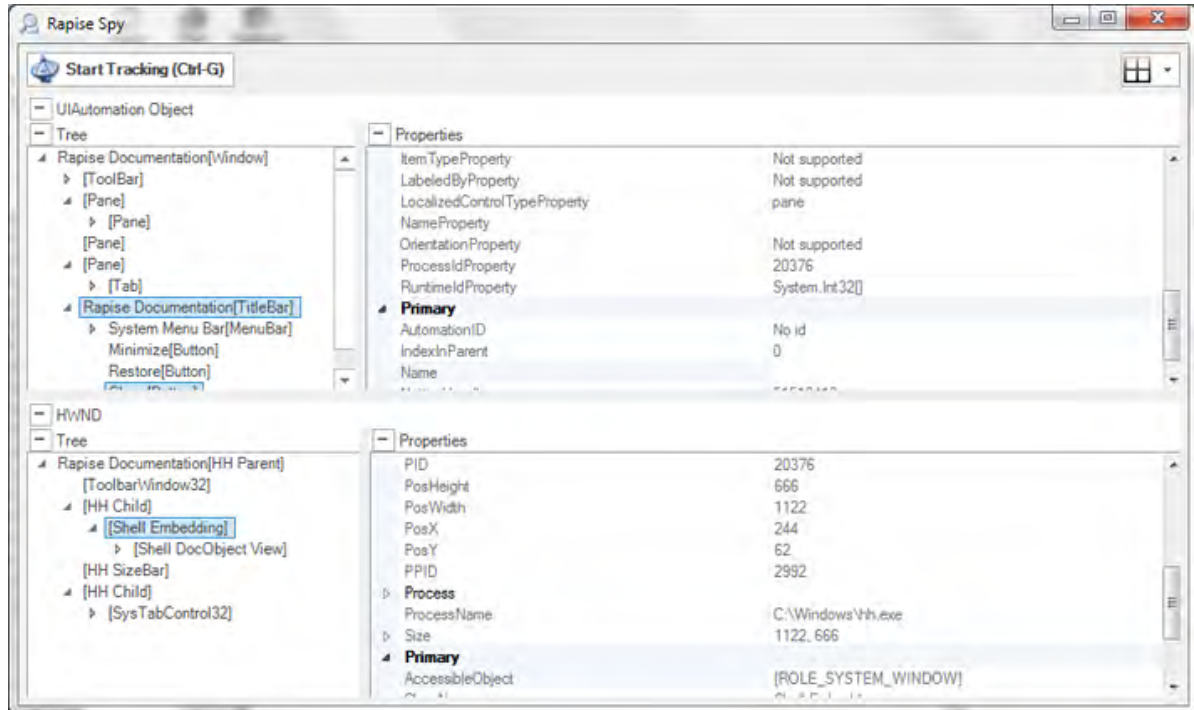 Rapise Spy
Start Tracking (Ctrl-G)
UIAutomation Object
Tree
Rapise Documentation[Window]
[ToolBar]
[Pane]
[Pane]
[Pane]
[Pane]
[Tab]
Rapise Documentation[TitleBar]
System Menu Bar[MenuBar]
Minimize[Button]
Restore[Button]
Properties
ItemTypeProperty Not supported
LabeledByProperty Not supported
LocalizedControlTypeProperty pane
NameProperty
OrientationProperty Not supported
ProcessIdProperty 20376
RuntimeIdProperty System.Int32[]
Primary
AutomationID No id
IndexInParent 0
Name
HWND
Tree
Rapise Documentation[HH Parent]
[ToolbarWindow32]
[HH Child]
[Shell Embedding]
[Shell DocObject View]
[HH SizeBar]
[HH Child]
[SysTabControl32]
Properties
PID 20376
PosHeight 666
PosWidth 1122
PosX 244
PosY 62
PPID 2992
Process
ProcessName C:\Windows\hh.exe
Size 1122, 666
Primary
AccessibleObject [ROLE_SYSTEM_WINDOW]